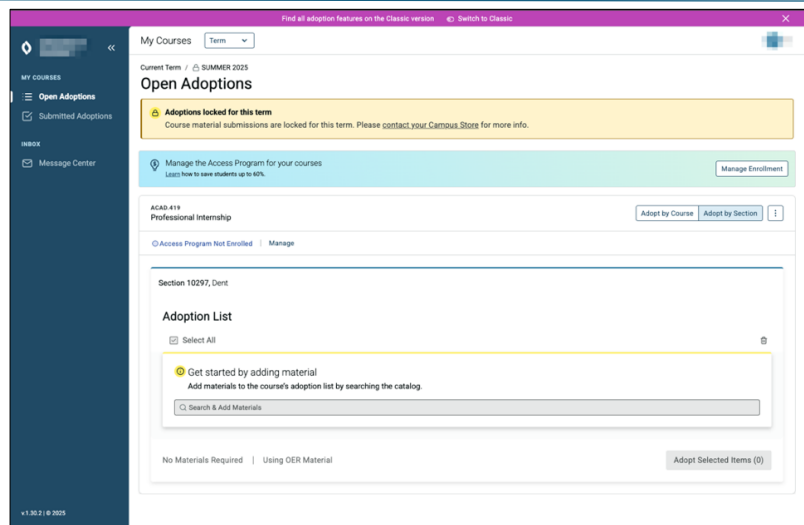 Find all adoption features on the Classic version Switch to Classic
My Courses Term
MY COURSES
Open Adoptions
Submitted Adoptions
INBOX
Message Center
v.1.30.2 | © 2025
Current Term / SUMMER 2025
Open Adoptions
Adoptions locked for this term
Course material submissions are locked for this term. Please contact your Campus Store for more info.
Manage the Access Program for your courses
Learn how to save students up to 60%.
Manage Enrollment
ACAD.419
Professional Internship
Adopt by Course Adopt by Section
Access Program Not Enrolled | Manage
Section 10297, Dent
Adoption List
Select All
Get started by adding material
Add materials to the course's adoption list by searching the catalog.
Search & Add Materials
No Materials Required | Using OER Material
Adopt Selected Items (0)